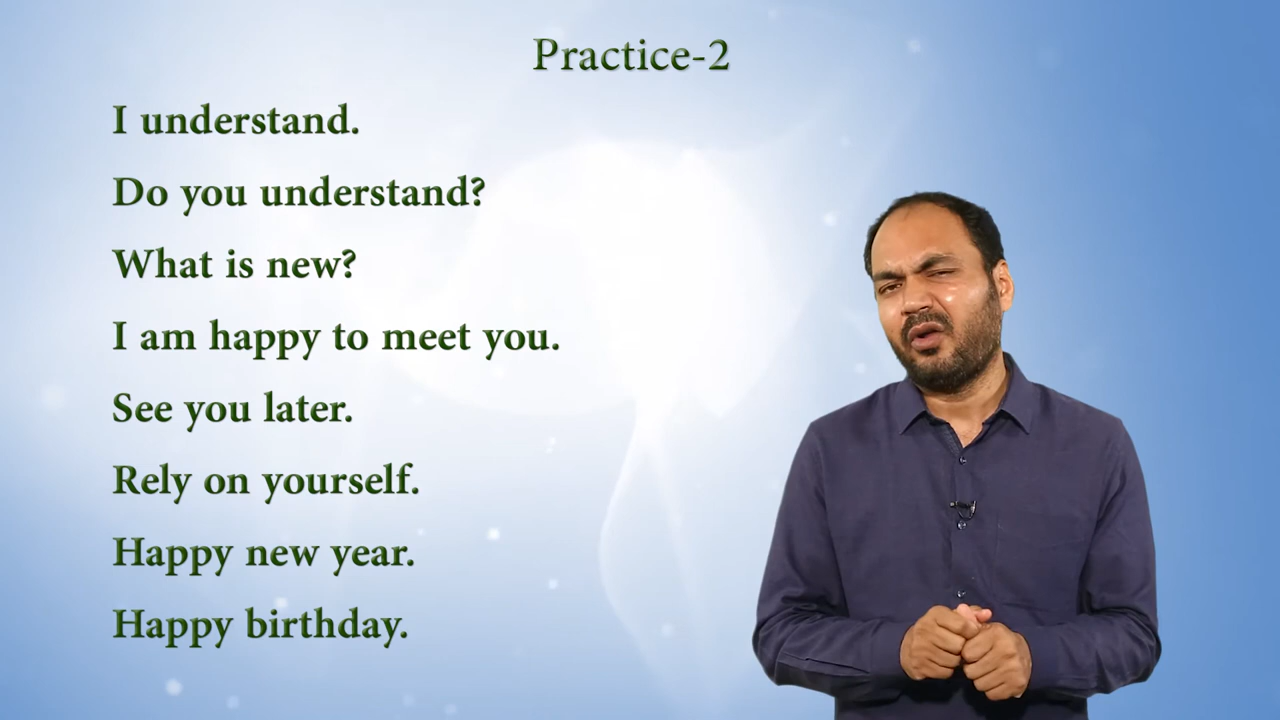 Practice-2
I understand.
Do you understand?
What is new?
I am happy to meet you.
See you later.
Rely on yourself.
Happy new year.
Happy birthday.